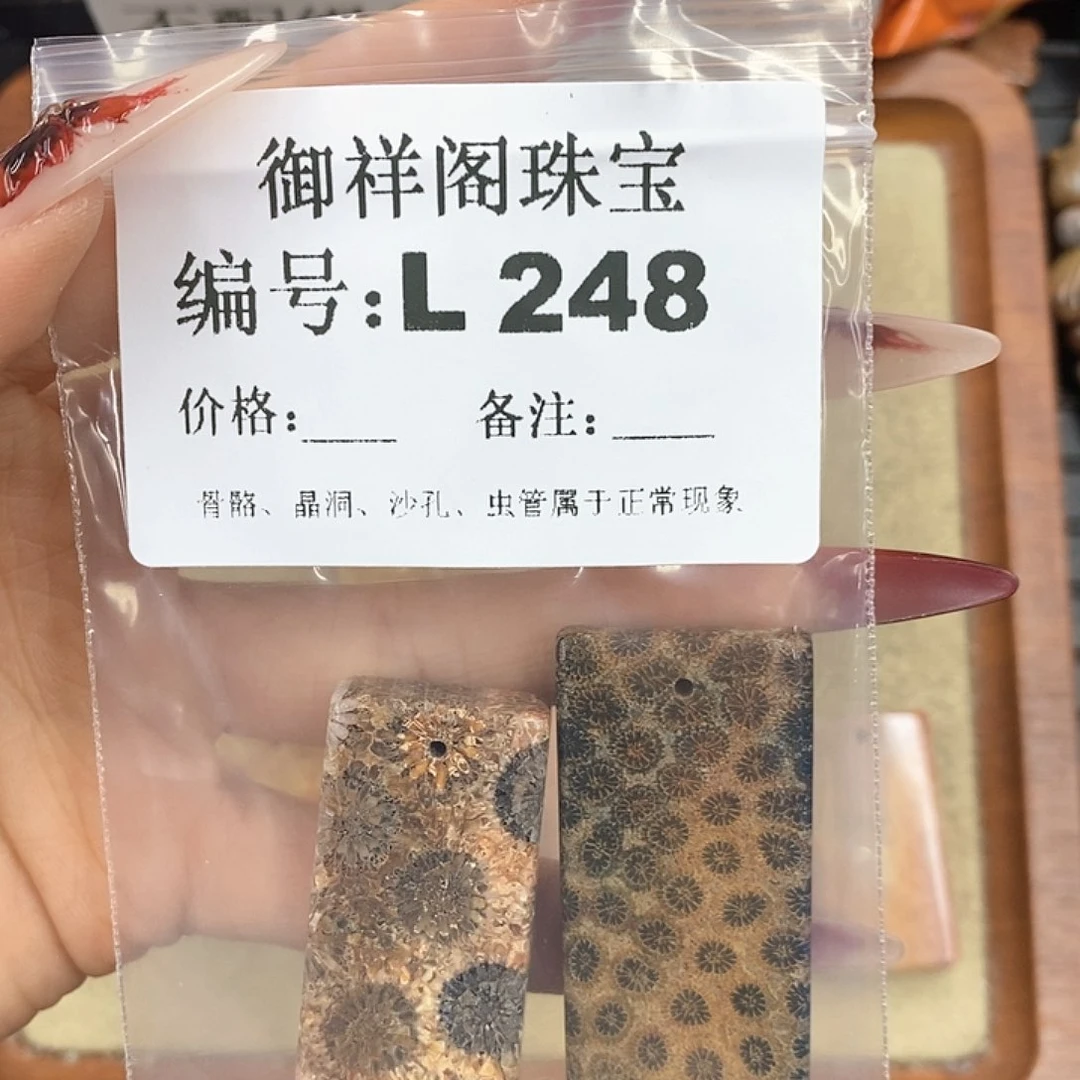 御祥阁珠宝
编号:L 248
价格:____ 备注:____
骨骼、晶洞、沙孔、虫管属于正常现象